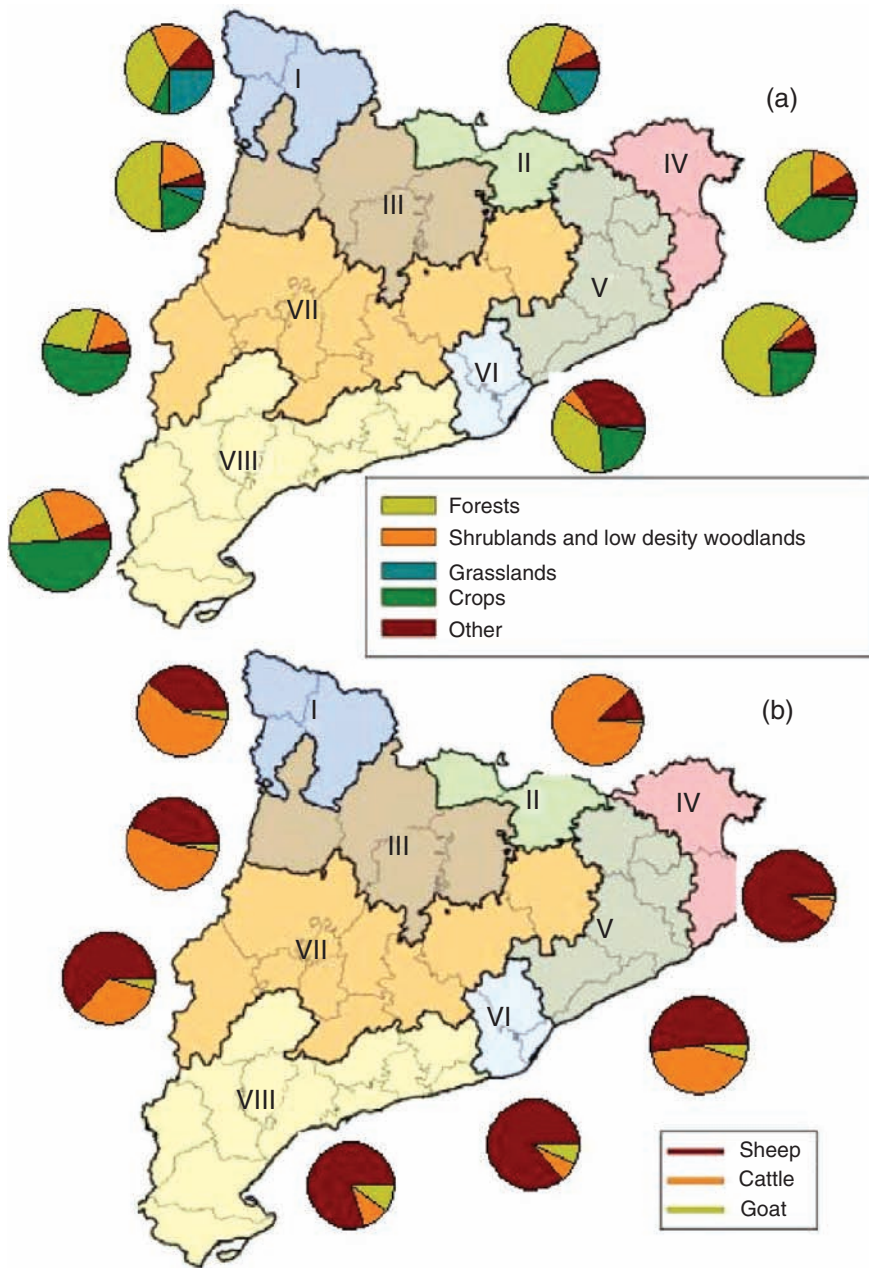 (a)
I
II
IV
III
V
VII
VI
VIII
Forests
Shrublands and low desity woodlands
Grasslands
Crops
Other
(b)
I
II
IV
III
V
VII
VI
VIII
Sheep
Cattle
Goat